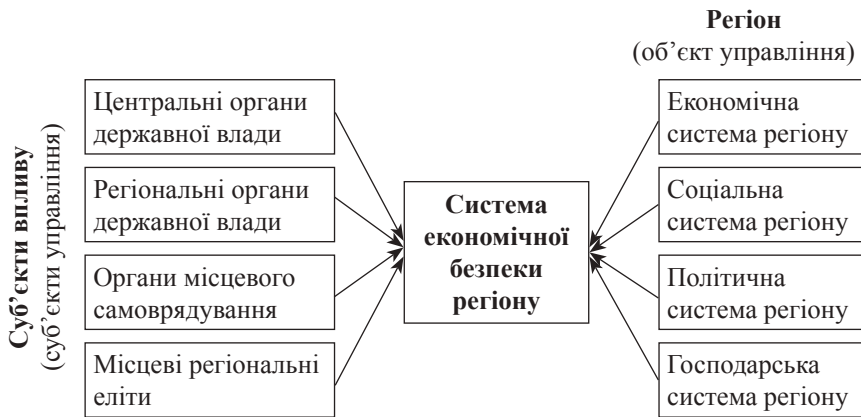 Регіон
(об’єкт управління)
Суб’єкти впливу
(суб’єкти управління)
Центральні органи
державної влади
Регіональні органи
державної влади
Органи місцевого
самоврядування
Місцеві регіональні
еліти
Система
економічної
безпеки
регіону
Економічна
система регіону
Соціальна
система регіону
Політична
система регіону
Господарська
система регіону